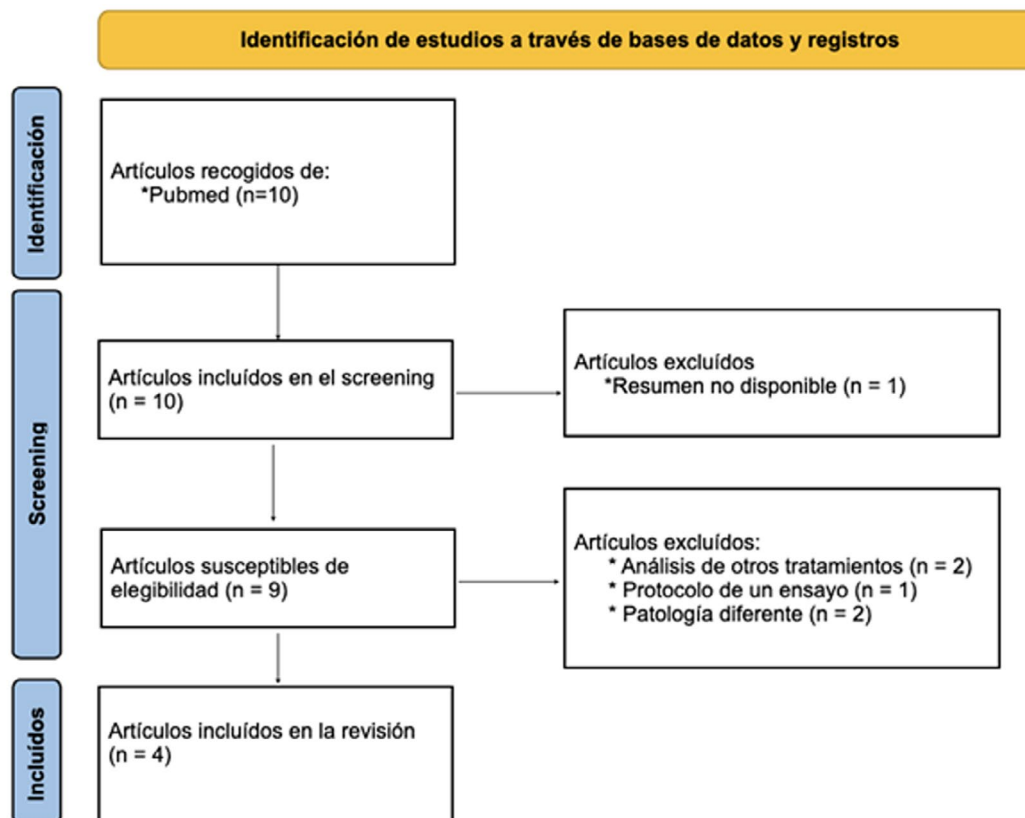 Identificación de estudios a través de bases de datos y registros
Identificación
Artículos recogidos de:
*Pubmed (n=10)
Screening
Artículos incluídos en el screening
(n = 10)
Artículos excluídos
*Resumen no disponible (n = 1)
Artículos susceptibles de
elegibilidad (n = 9)
Artículos excluídos:
* Análisis de otros tratamientos (n = 2)
* Protocolo de un ensayo (n = 1)
* Patología diferente (n = 2)
Incluídos
Artículos incluídos en la revisión
(n = 4)